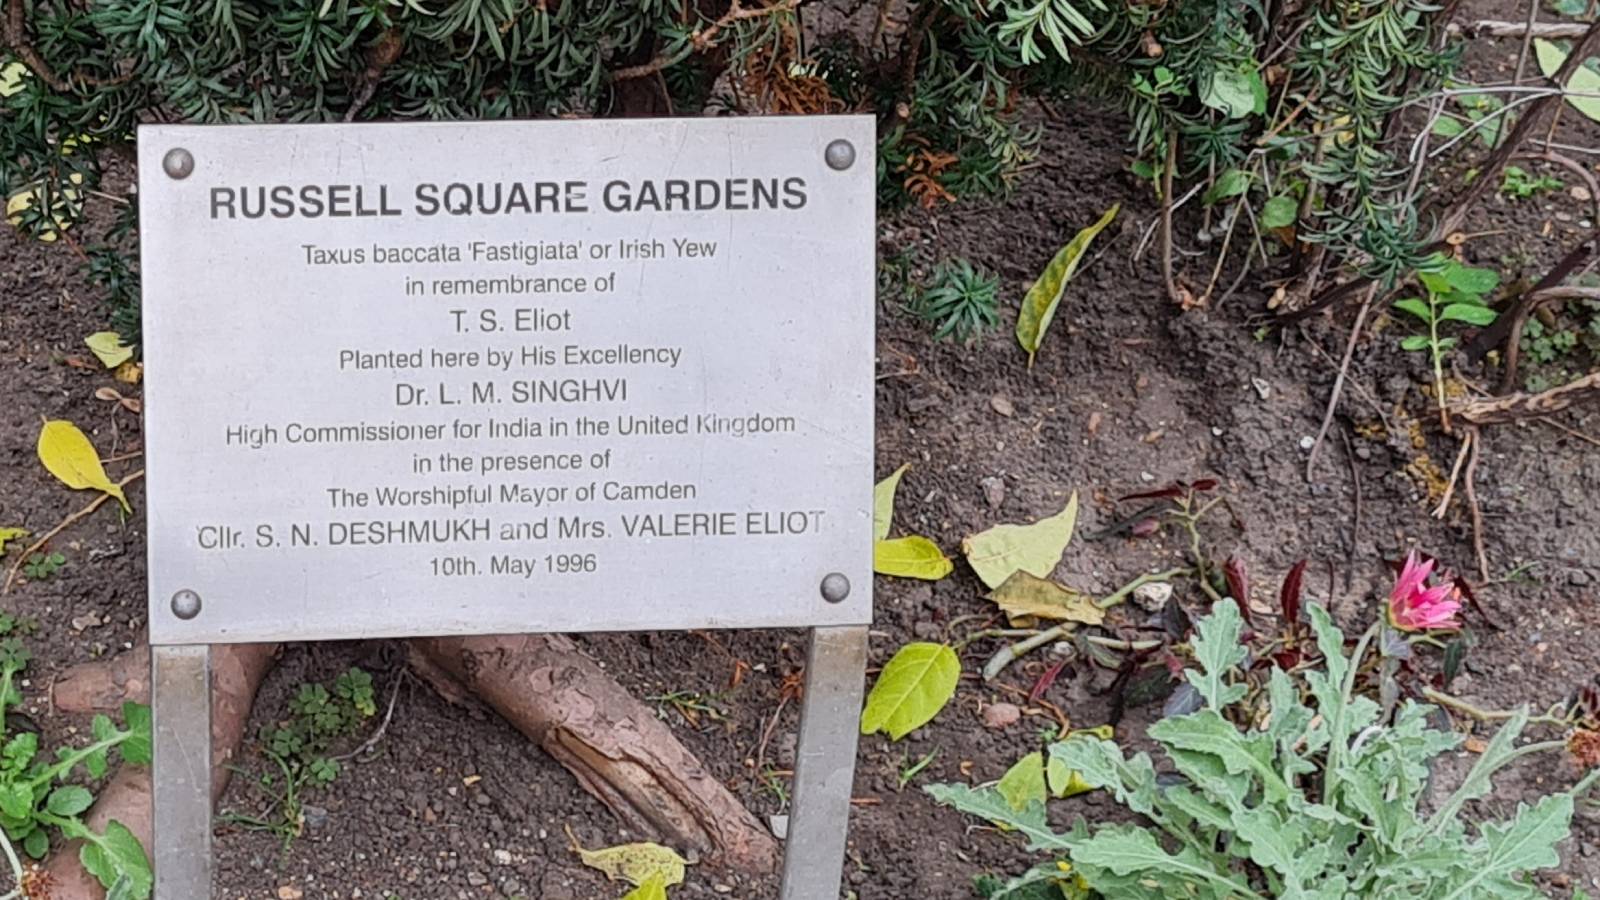 RUSSELL SQUARE GARDENS
Taxus baccata 'Fastigiata' or Irish Yew
in remembrance of
T. S. Eliot
Planted here by His Excellency
Dr. L. M. SINGHVI
High Commissioner for India in the United Kingdom
in the presence of
The Worshipful Mayor of Camden
Cllr. S. N. DESHMUKH and Mrs. VALERIE ELIOT
10th. May 1996